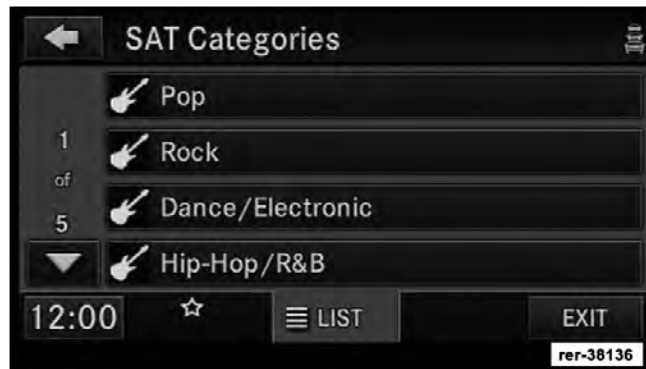 SAT Categories
Pop
1
Rock
of
Dance/Electronic
5
Hip-Hop/R&B
12:00
LIST
EXIT
rer-38136